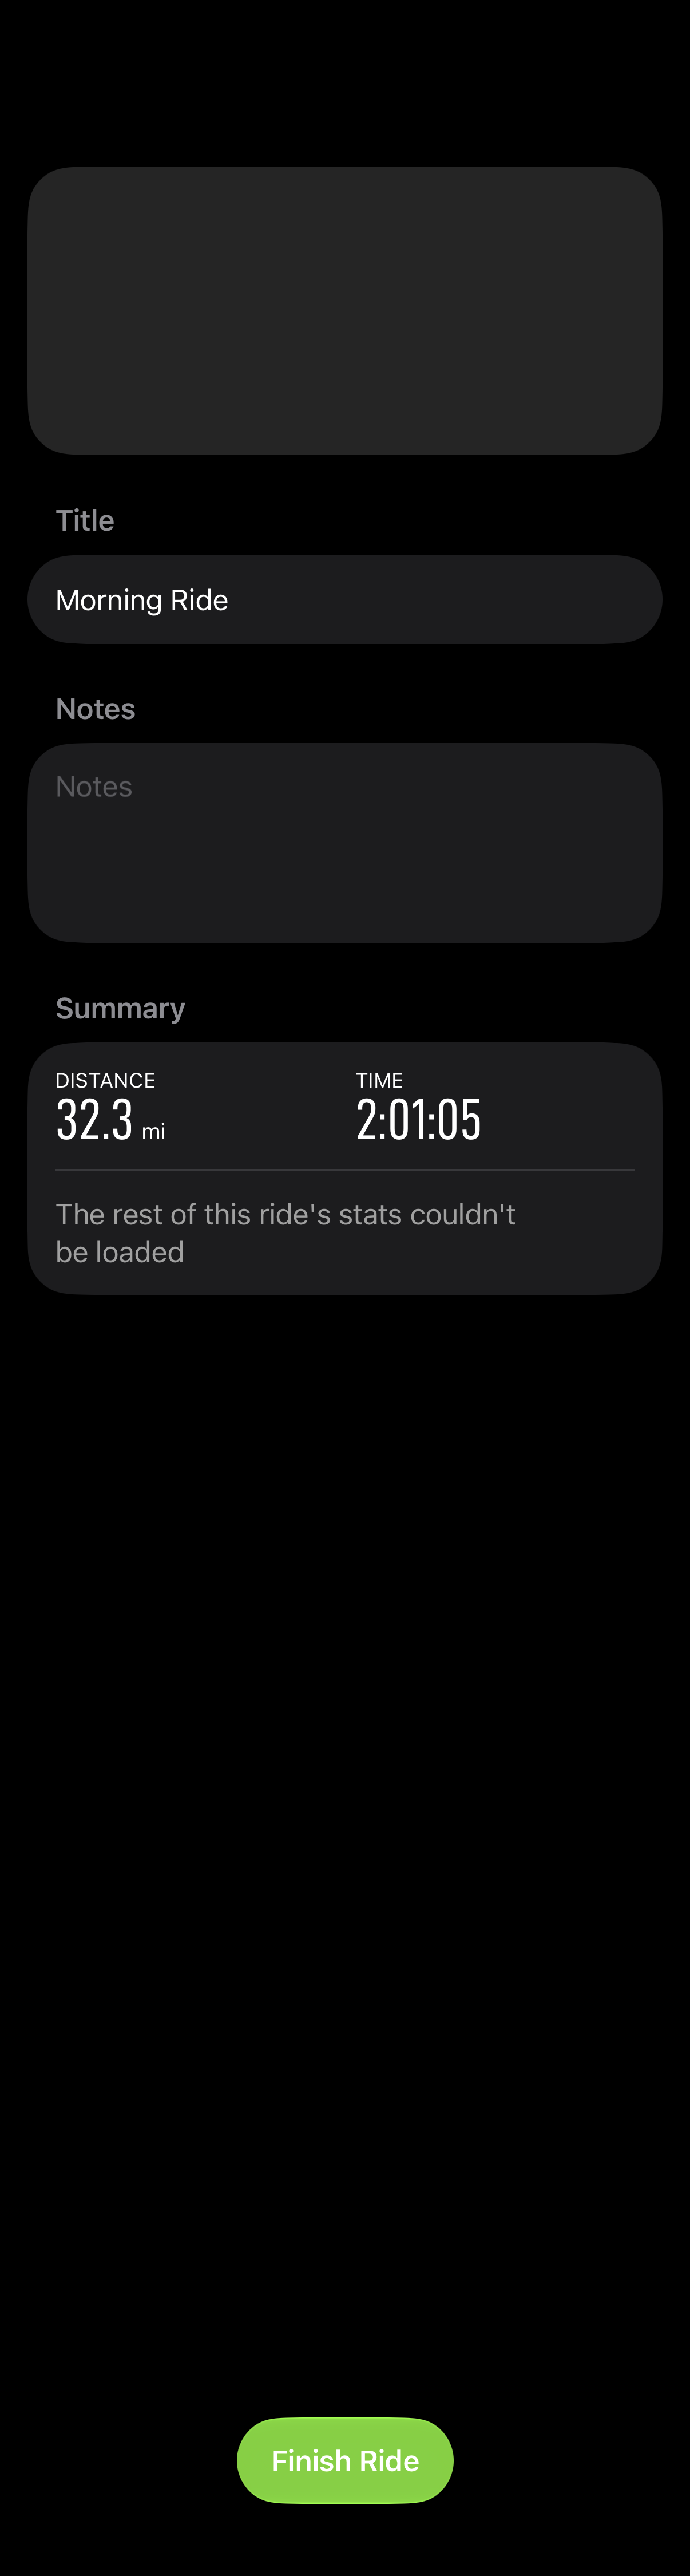 Title
Morning Ride
Notes
Notes
Summary
DISTANCE TIME
32.3 mi 2:01:05
The rest of this ride's stats couldn't
be loaded
Finish Ride